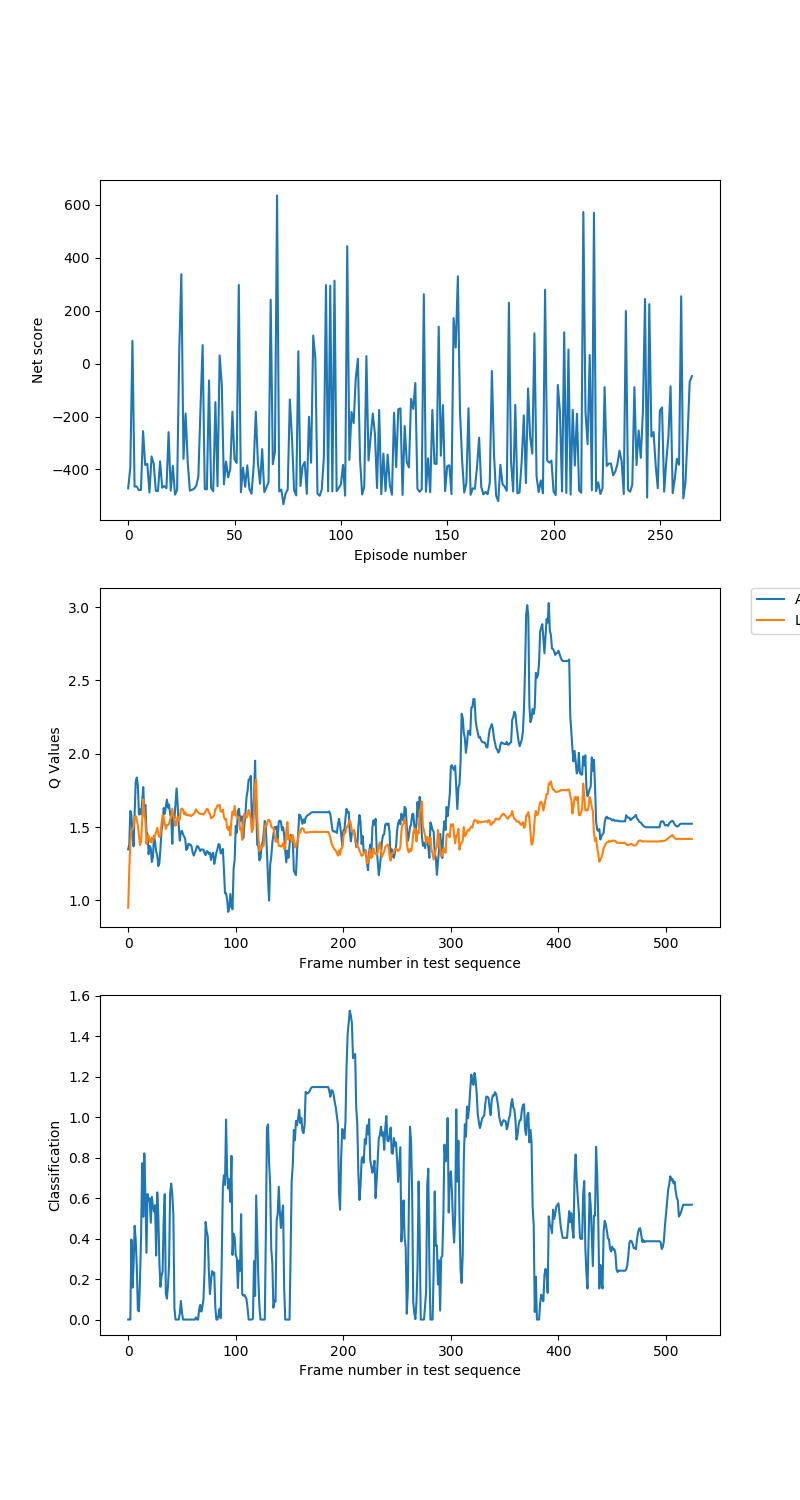 600
400
200
0
−200
−400
Net score
0 50 100 150 200 250
Episode number
3.0
2.5
2.0
1.5
1.0
Q Values
0 100 200 300 400 500
Frame number in test sequence
1.6
1.4
1.2
1.0
0.8
0.6
0.4
0.2
0.0
Classification
0 100 200 300 400 500
Frame number in test sequence